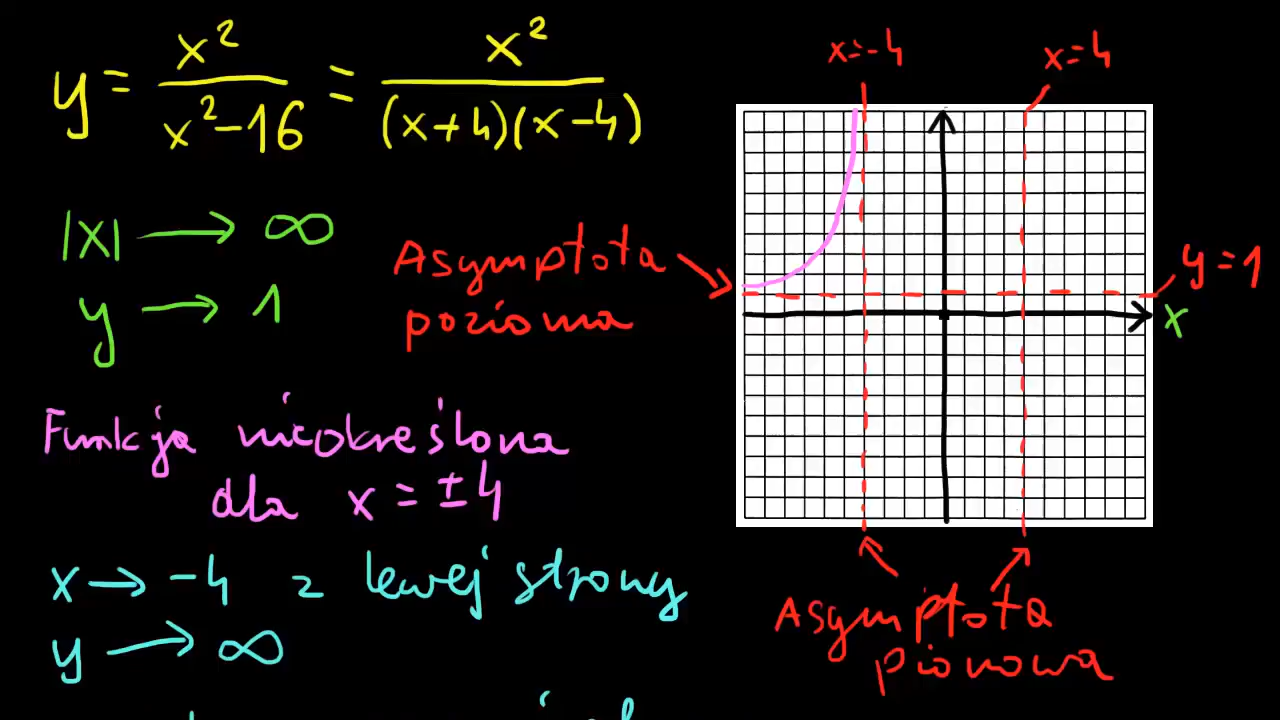 y = x²/(x²-16) = x²/((x+4)(x-4))
|x| → ∞
y → 1
Asymptota
pozioma
Funkcja nieokreślona
dla x = ±4
x → -4 z lewej strony
y → ∞
x=-4
x=4
y=1
x
Asymptota
pionowa